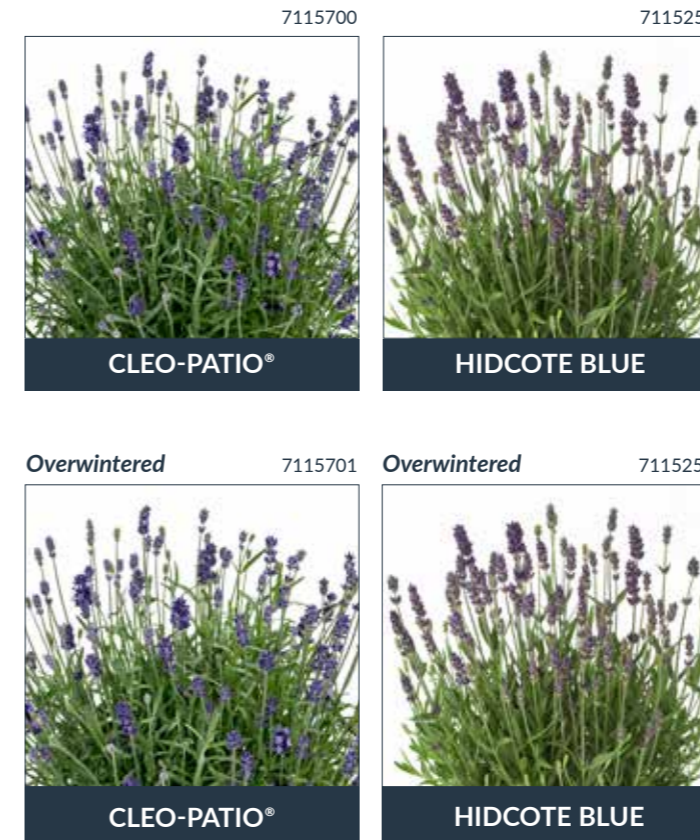 7115700
CLEO-PATIO®
HIDCOTE BLUE
Overwintered 7115701
Overwintered
CLEO-PATIO®
HIDCOTE BLUE